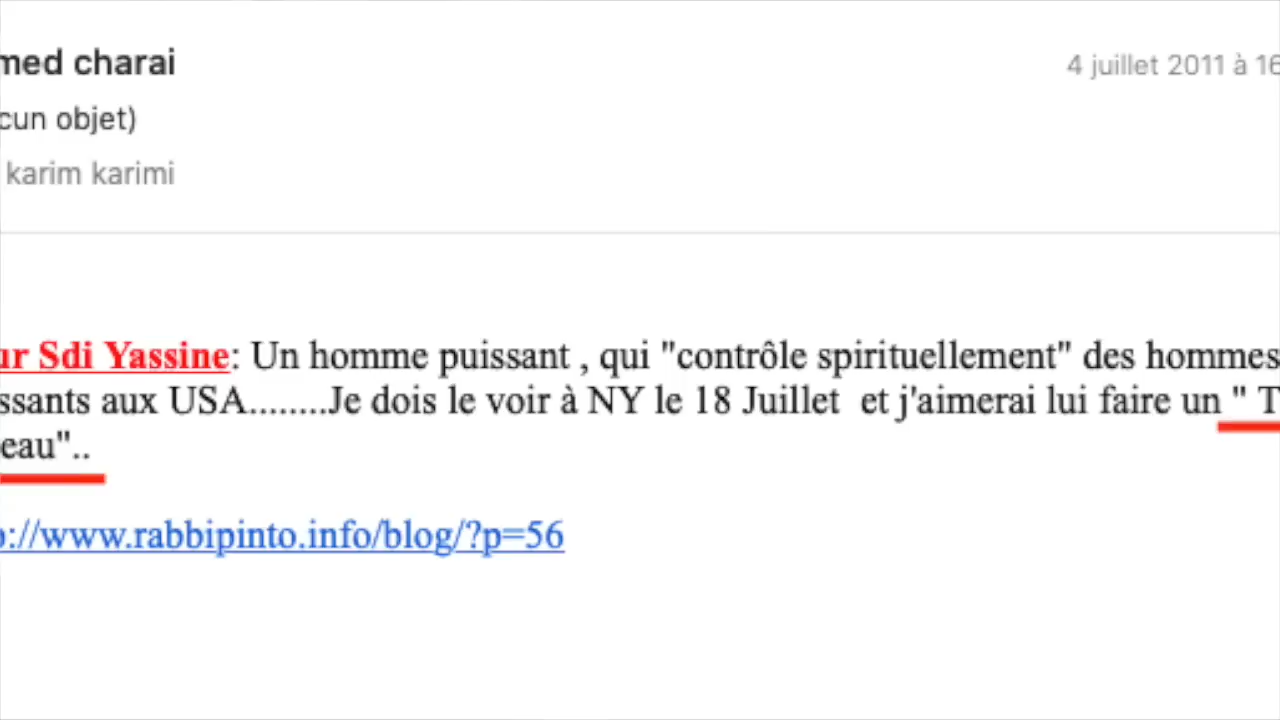 med charai
4 juillet 2011 à 16
cun objet)
karim karimi
ur Sdi Yassine: Un homme puissant , qui "contrôle spirituellement" des hommes
ssants aux USA........Je dois le voir à NY le 18 Juillet  et j'aimerai lui faire un " T
eau"..
p://www.rabbipinto.info/blog/?p=56